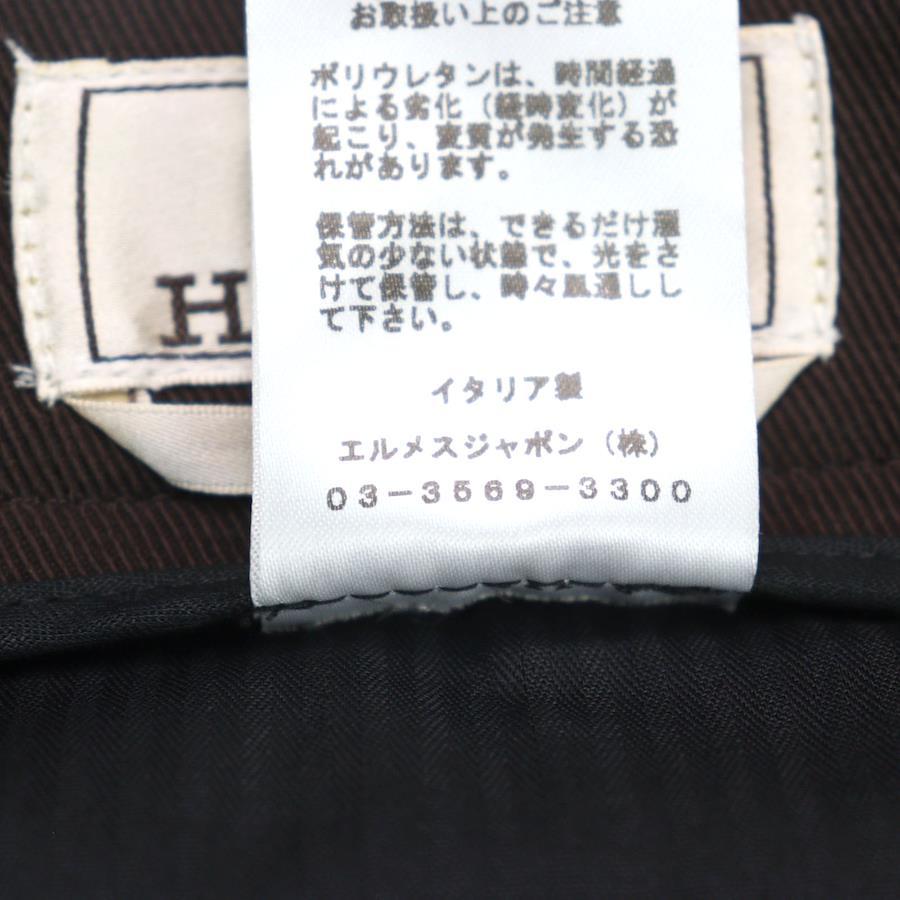 お取扱い上のご注意
ポリウレタンは、時間経過
による劣化（経時変化）が
起こり、変質が発生する恐
れがあります。
保管方法は、できるだけ湿
気の少ない状態で、光をさ
けて保管し、時々風通しし
て下さい。
H
イタリア製
エルメスジャポン（株）
03-3569-3300